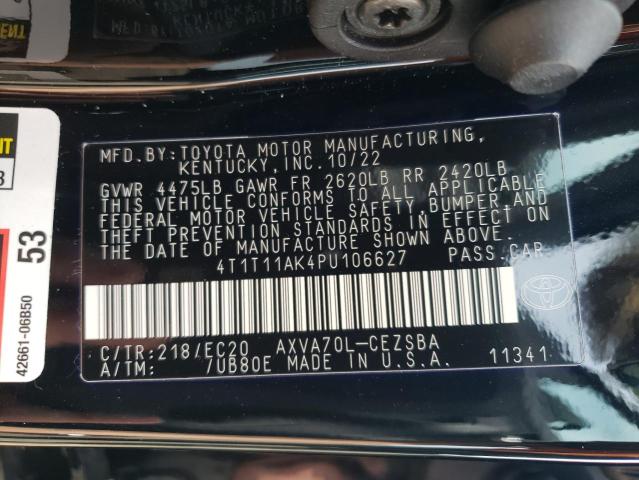 MFD.BY:TOYOTA MOTOR MANUFACTURING,
KENTUCKY,INC.10/22
GVWR 4475LB GAWR FR 2620LB RR 2420LB
THIS VEHICLE CONFORMS TO ALL APPLICABLE
FEDERAL MOTOR VEHICLE SAFETY,BUMPER,AND
THEFT PREVENTION STANDARDS IN EFFECT ON
THE DATE OF MANUFACTURE SHOWN ABOVE.
4T1T11AK4PU106627 PASS.CAR
C/TR:218/EC20 AXVA70L-CEZSBA
A/TM: /UB80E MADE IN U.S.A. 11341
53
42661-06B50